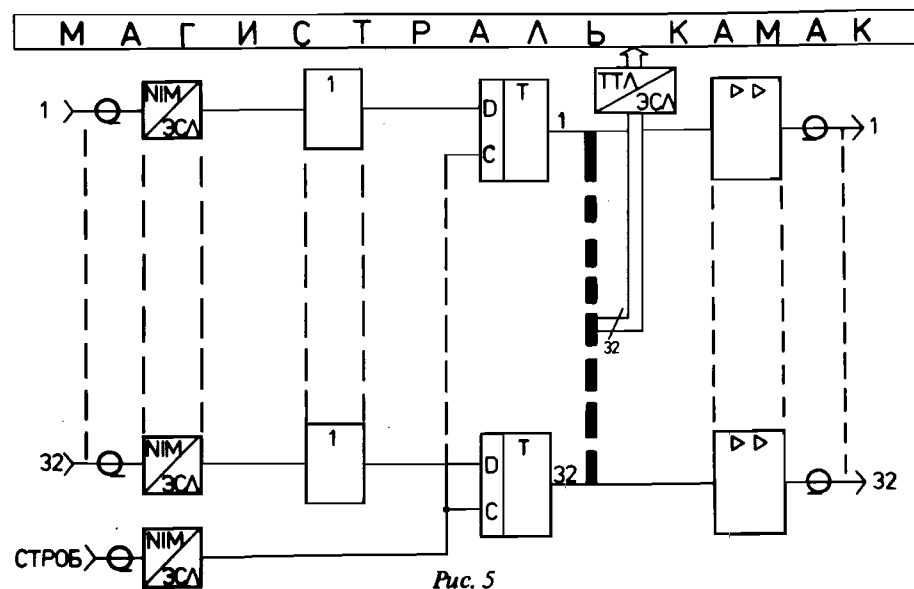 МАГИСТРАЛЬ КАМАК
1 NIM ЭСЛ 1 D C T 1 ТТЛ ЭСЛ ▷▷ 1
32
32 NIM ЭСЛ 1 D C T 32 ▷▷ 32
СТРОБ NIM ЭСЛ
Рис. 5